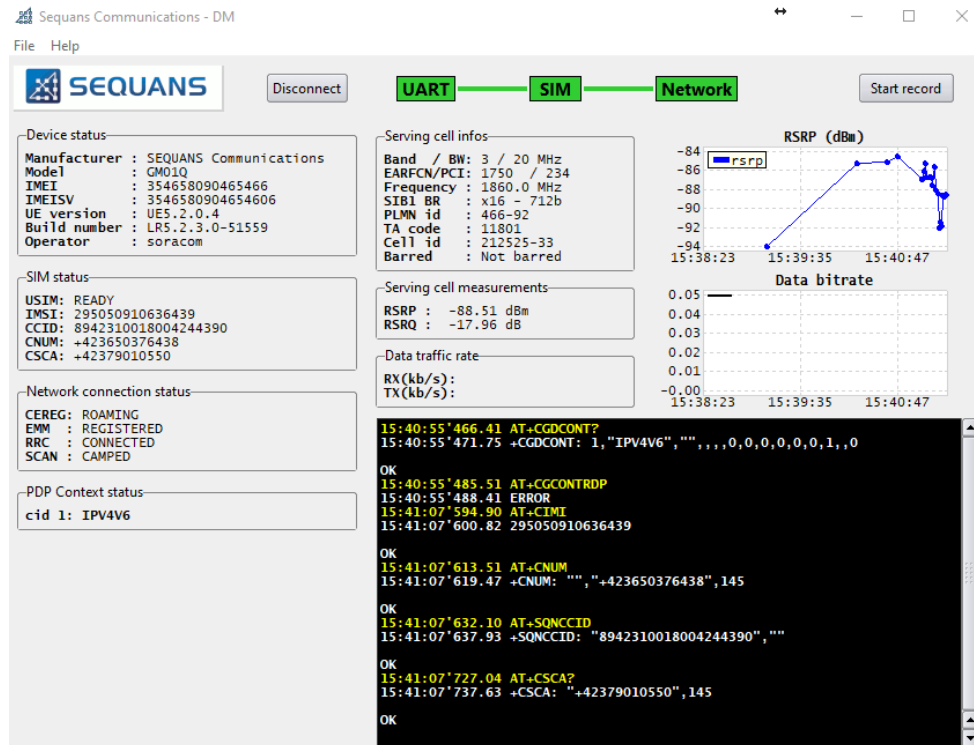 Sequans Communications - DM
File Help
SEQUANS
Disconnect
UART
SIM
Network
Start record
Device status
Manufacturer : SEQUANS Communications
Model : GM01Q
IMEI : 354658090465466
IMEISV : 3546580904654606
UE version : UE5.2.0.4
Build number : LR5.2.3.0-51559
Operator : soracom
SIM status
USIM: READY
IMSI: 295050910636439
CCID: 8942310018004244390
CNUM: +423650376438
CSCA: +42379010550
Network connection status
CEREG: ROAMING
EMM : REGISTERED
RRC : CONNECTED
SCAN : CAMPED
PDP Context status
cid 1: IPV4V6
Serving cell infos
Band / BW: 3 / 20 MHz
EARFCN/PCI: 1750 / 234
Frequency : 1860.0 MHz
SIB1 BR : x16 - 712b
PLMN id : 466-92
TA code : 11801
Cell id : 212525-33
Barred : Not barred
Serving cell measurements
RSRP : -88.51 dBm
RSRQ : -17.96 dB
Data traffic rate
RX(kb/s):
TX(kb/s):
RSRP (dBm)
rsrp
-84
-86
-88
-90
-92
-94
15:38:23 15:39:35 15:40:47
Data bitrate
0.05
0.04
0.03
0.02
0.01
-0.00
15:38:23 15:39:35 15:40:47
15:40:55'466.41 AT+CGDCONT?
15:40:55'471.75 +CGDCONT: 1,"IPV4V6","",,,,0,0,0,0,0,0,1,,0
OK
15:40:55'485.51 AT+CGCONTRDP
15:40:55'488.41 ERROR
15:41:07'594.90 AT+CIMI
15:41:07'600.82 295050910636439
OK
15:41:07'613.51 AT+CNUM
15:41:07'619.47 +CNUM: "","+423650376438",145
OK
15:41:07'632.10 AT+SQNCCID
15:41:07'637.93 +SQNCCID: "8942310018004244390",""
OK
15:41:07'727.04 AT+CSCA?
15:41:07'737.63 +CSCA: "+42379010550",145
OK